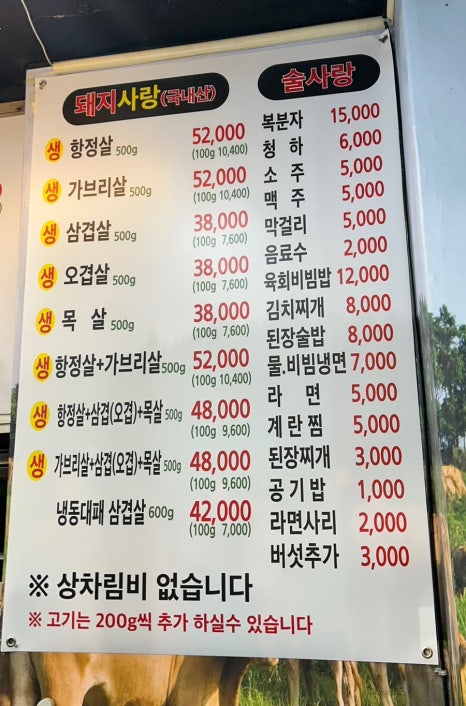 돼지사랑(국내산)
생 항정살 500g 52,000
(100g 10,400)
생 가브리살 500g 52,000
(100g 10,400)
생 삼겹살 500g 38,000
(100g 7,600)
생 오겹살 500g 38,000
(100g 7,600)
생 목 살 500g 38,000
(100g 7,600)
생 항정살+가브리살 500g 52,000
(100g 10,400)
생 항정살+삼겹(오겹)+목살 500g 48,000
(100g 9,600)
생 가브리살+삼겹(오겹)+목살 500g 48,000
(100g 9,600)
냉동대패 삼겹살 600g 42,000
(100g 7,000)
술사랑
복분자 15,000
청 하 6,000
소 주 5,000
맥 주 5,000
막걸리 5,000
음료수 2,000
육회비빔밥 12,000
김치찌개 8,000
된장술밥 8,000
물.비빔냉면 7,000
라 면 5,000
계란찜 5,000
된장찌개 3,000
공기밥 1,000
라면사리 2,000
버섯추가 3,000
※ 상차림비 없습니다
※ 고기는 200g씩 추가 하실수 있습니다